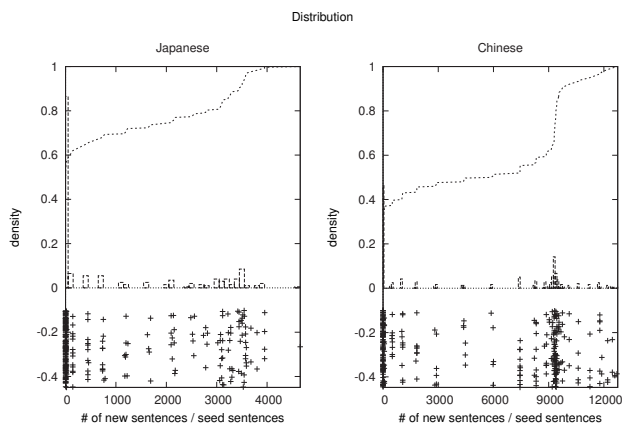 Distribution
Japanese
1
0.8
0.6
0.4
0.2
0
-0.2
-0.4
density
0 1000 2000 3000 4000
# of new sentences / seed sentences
Chinese
1
0.8
0.6
0.4
0.2
0
-0.2
-0.4
density
0 3000 6000 9000 12000
# of new sentences / seed sentences